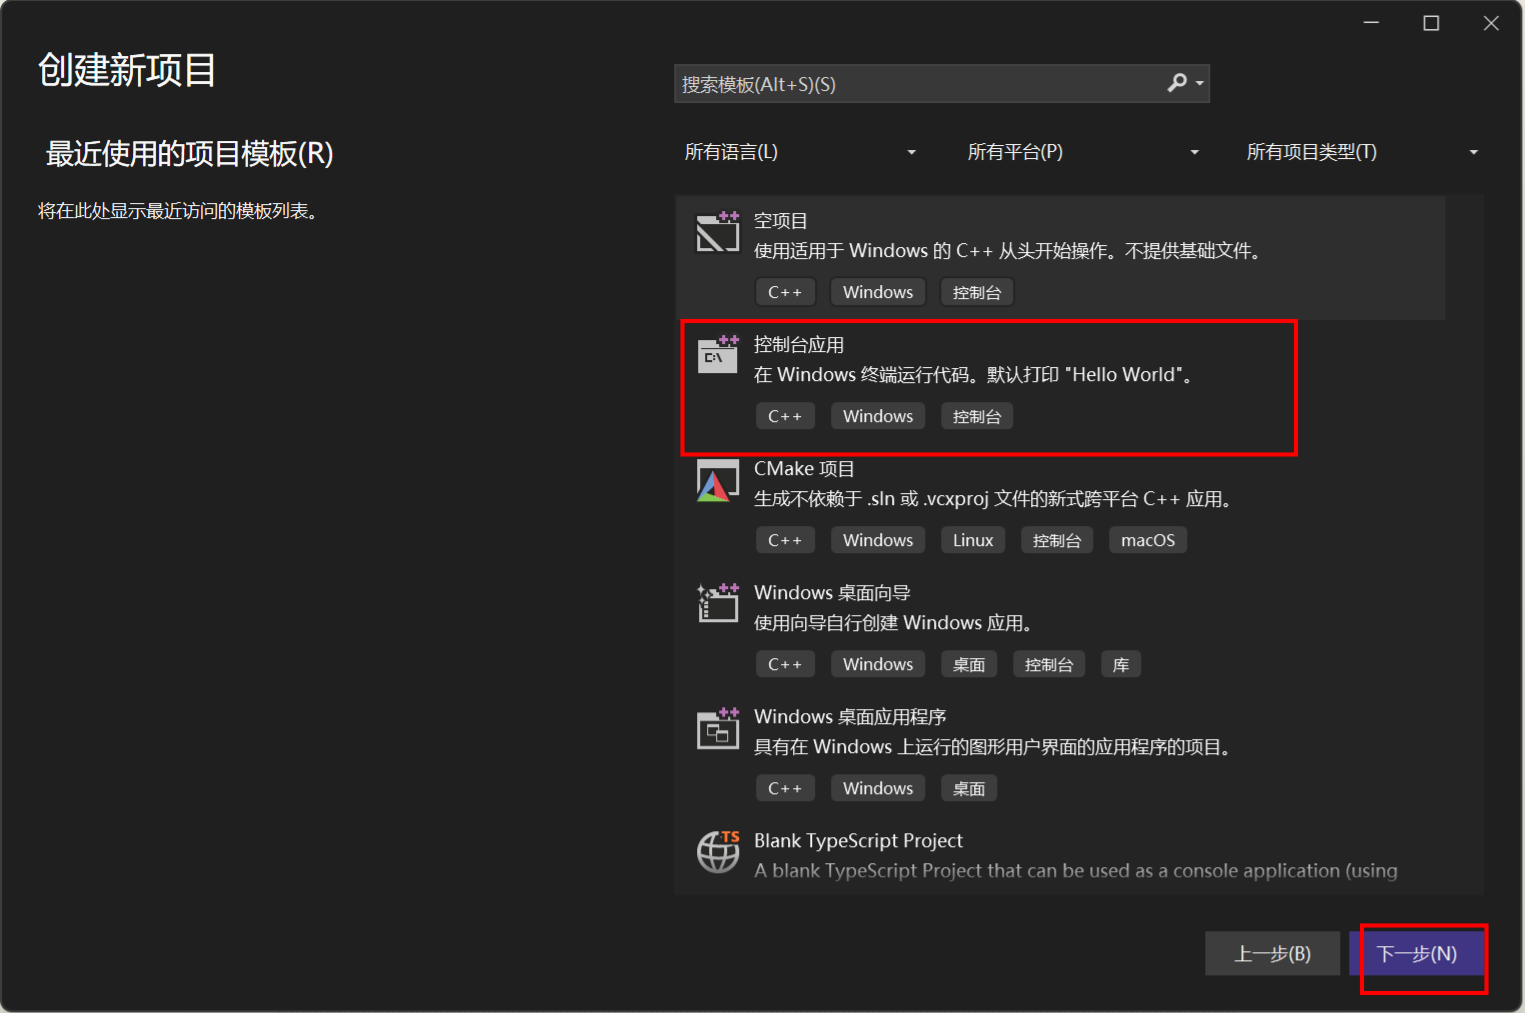 创建新项目
最近使用的项目模板(R)
将在此处显示最近访问的模板列表。
搜索模板(Alt+S)(S)
所有语言(L)
所有平台(P)
所有项目类型(T)
空项目
使用适用于 Windows 的 C++ 从头开始操作。不提供基础文件。
C++ Windows 控制台
控制台应用
C:\
在 Windows 终端运行代码。默认打印 "Hello World"。
C++ Windows 控制台
CMake 项目
生成不依赖于 .sln 或 .vcxproj 文件的新式跨平台 C++ 应用。
C++ Windows Linux 控制台 macOS
Windows 桌面向导
使用向导自行创建 Windows 应用。
C++ Windows 桌面 控制台 库
Windows 桌面应用程序
具有在 Windows 上运行的图形用户界面的应用程序的项目。
C++ Windows 桌面
TS
Blank TypeScript Project
A blank TypeScript Project that can be used as a console application (using
上一步(B)
下一步(N)